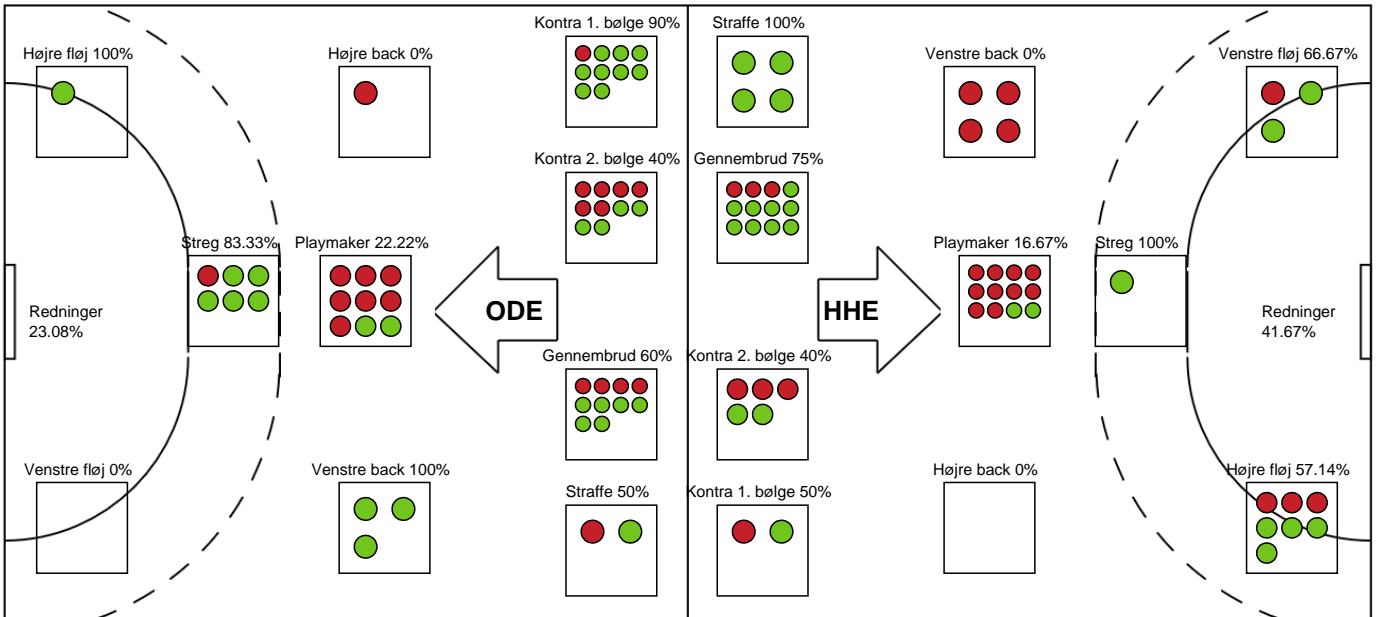 Kontra 1. bølge 90%
Straffe 100%
Højre fløj 100%
Højre back 0%
Venstre back 0%
Venstre fløj 66.67%
Kontra 2. bølge 40%
Gennembrud 75%
Streg 83.33%
Playmaker 22.22%
Playmaker 16.67%
Streg 100%
Redninger
23.08%
ODE
HHE
Redninger
41.67%
Gennembrud 60%
Kontra 2. bølge 40%
Venstre fløj 0%
Venstre back 100%
Højre back 0%
Højre fløj 57.14%
Straffe 50%
Kontra 1. bølge 50%